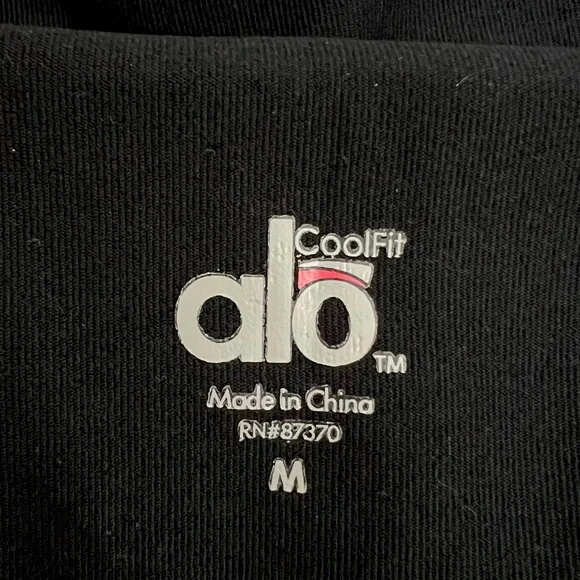 CoolFit
alo
TM
Made in China
RN#87370
M